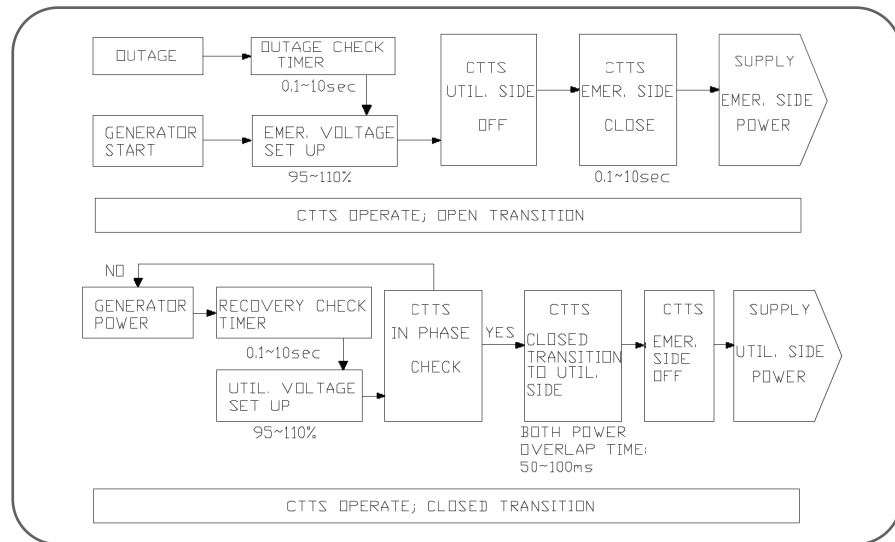 OUTAGE
OUTAGE CHECK
TIMER
0.1~10sec
GENERATOR
START
EMER. VOLTAGE
SET UP
95~110%
CTTS
UTIL. SIDE
OFF
CTTS
EMER. SIDE
CLOSE
0.1~10sec
SUPPLY
EMER. SIDE
POWER
CTTS OPERATE; OPEN TRANSITION
NO
GENERATOR
POWER
RECOVERY CHECK
TIMER
0.1~10sec
UTIL. VOLTAGE
SET UP
95~110%
CTTS
IN PHASE
CHECK
YES
CTTS
CLOSED
TRANSITION
TO UTIL.
SIDE
BOTH POWER
OVERLAP TIME:
50~100ms
CTTS
EMER.
SIDE
OFF
SUPPLY
UTIL. SIDE
POWER
CTTS OPERATE; CLOSED TRANSITION